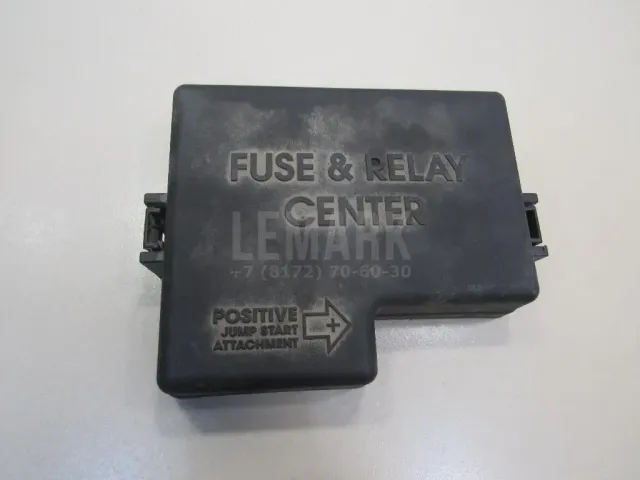 FUSE & RELAY
CENTER
LEMARK
+7 (8172) 70-60-30
POSITIVE
JUMP START
ATTACHMENT
+